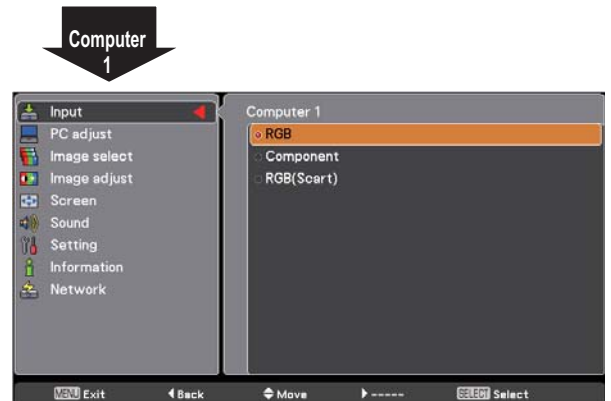 Computer
1
Input
PC adjust
Image select
Image adjust
Screen
Sound
Setting
Information
Network
Computer 1
RGB
Component
RGB(Scart)
MENU Exit
Back
Move
-----
SELECT Select